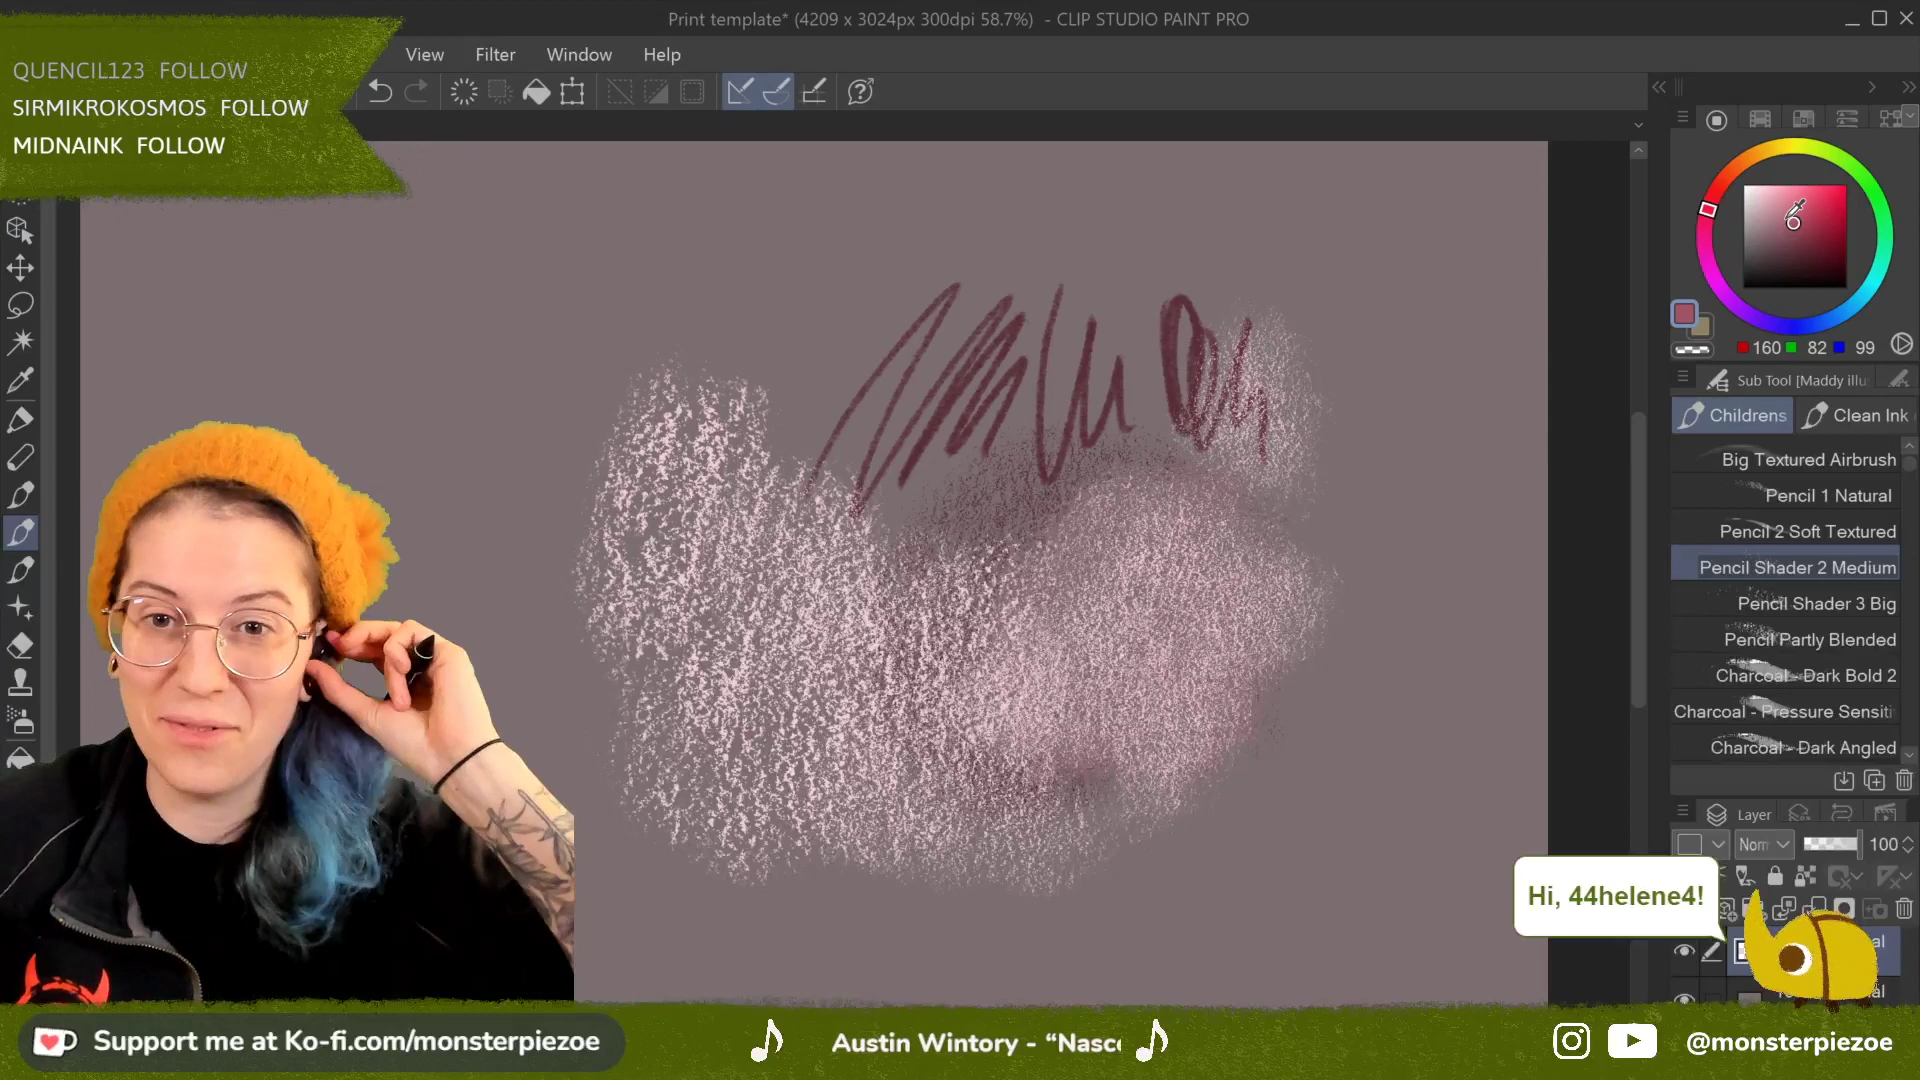 Print template* (4209 x 3024px 300dpi 58.7%) - CLIP STUDIO PAINT PRO
QUENCIL123 FOLLOW
SIRMIKROKOSMOS FOLLOW
MIDNAINK FOLLOW
View Filter Window Help
160 82 99
Sub Tool [Maddy illu
Childrens Clean Ink
Big Textured Airbrush
Pencil 1 Natural
Pencil 2 Soft Textured
Pencil Shader 2 Medium
Pencil Shader 3 Big
Pencil Partly Blended
Charcoal - Dark Bold 2
Charcoal - Pressure Sensiti
Charcoal - Dark Angled
Layer
Norm 100
Hi, 44helene4!
al
al
Support me at Ko-fi.com/monsterpiezoe
Austin Wintory - “Nasc
@monsterpiezoe